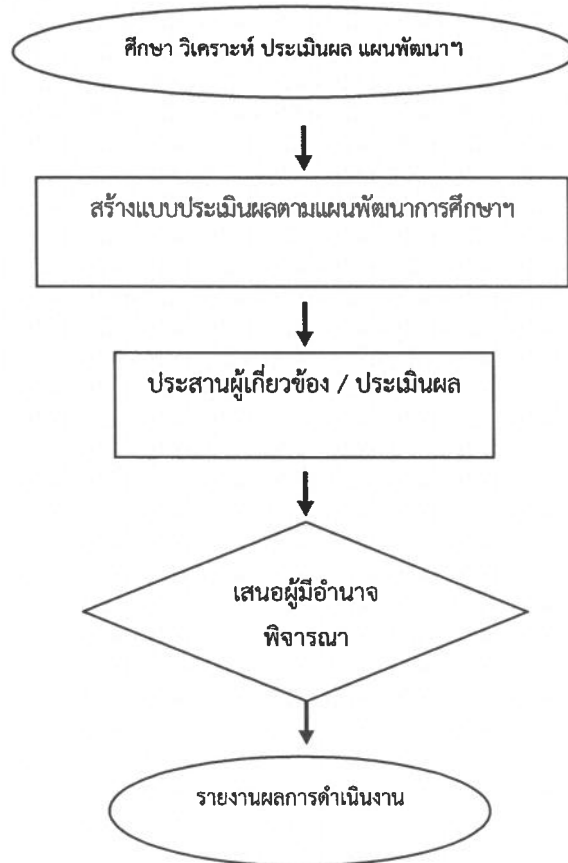 ศึกษา วิเคราะห์ ประเมินผล แผนพัฒนาฯ
สร้างแบบประเมินผลตามแผนพัฒนาการศึกษาฯ
ประสานผู้เกี่ยวข้อง / ประเมินผล
เสนอผู้มีอำนาจ
พิจารณา
รายงานผลการดำเนินงาน